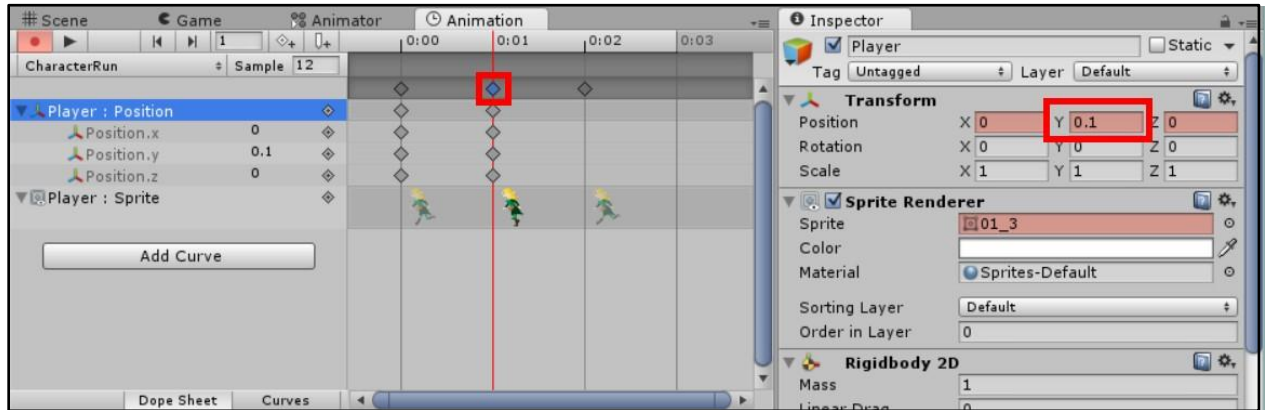 Scene Game Animator Animation
1 0:00 0:01 0:02 0:03
CharacterRun Sample 12
Player : Position
Position.x 0
Position.y 0.1
Position.z 0
Player : Sprite
Add Curve
Dope Sheet Curves
Inspector
Player Static
Tag Untagged Layer Default
Transform
Position X 0 Y 0.1 Z 0
Rotation X 0 Y 0 Z 0
Scale X 1 Y 1 Z 1
Sprite Renderer
Sprite 01_3
Color
Material Sprites-Default
Sorting Layer Default
Order in Layer 0
Rigidbody 2D
Mass 1
Linear Drag 0